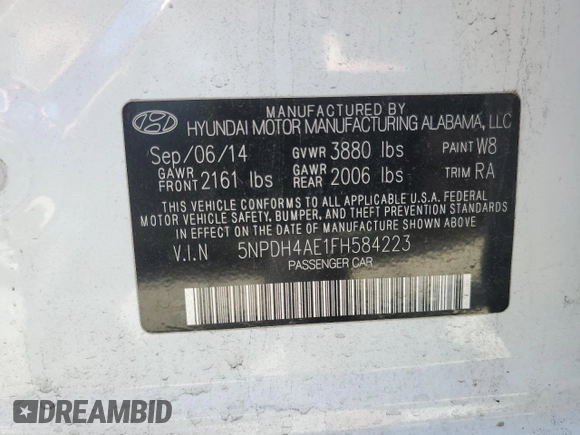 MANUFACTURED BY
HYUNDAI MOTOR MANUFACTURING ALABAMA, LLC
Sep/06/14 GVWR 3880 lbs PAINT W8
GAWR FRONT 2161 lbs GAWR REAR 2006 lbs TRIM RA
THIS VEHICLE CONFORMS TO ALL APPLICABLE U.S.A. FEDERAL
MOTOR VEHICLE SAFETY, BUMPER, AND THEFT PREVENTION
STANDARDS IN EFFECT ON THE DATE OF MANUFACTURE SHOWN ABOVE.
V.I.N 5NPDH4AE1FH584223
PASSENGER CAR
DREAMBID